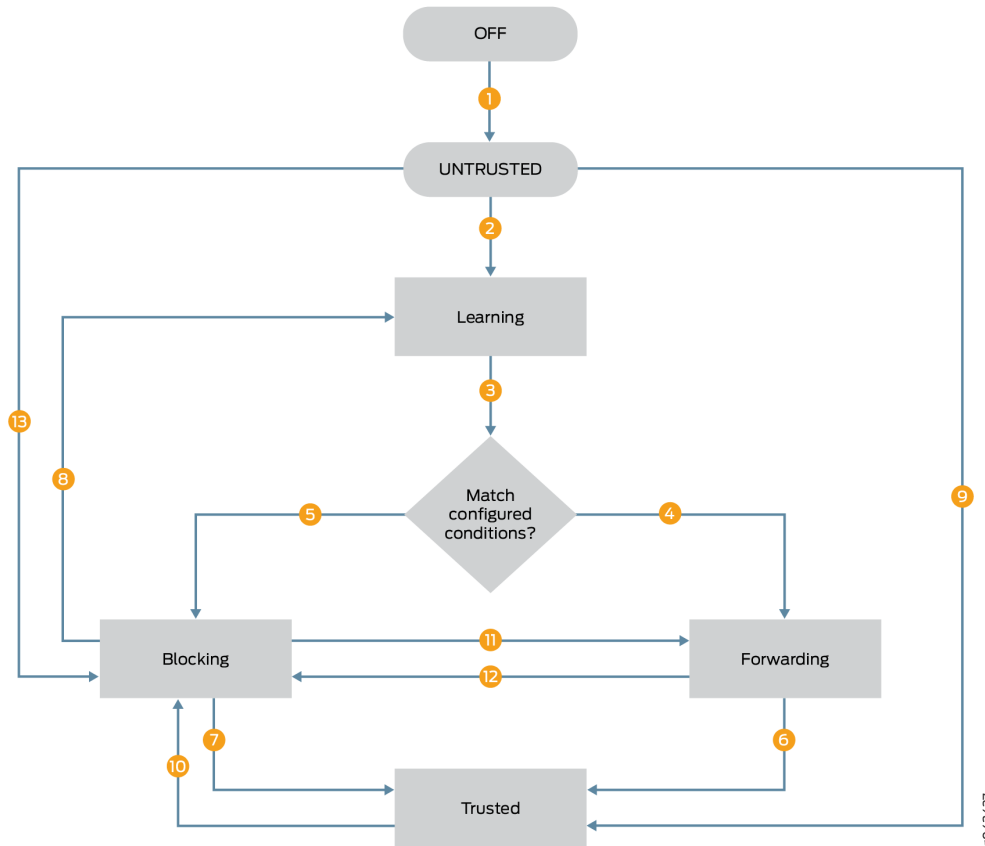 OFF
1
UNTRUSTED
2
Learning
3
13
8
9
Match
configured
conditions?
5
4
Blocking
11
12
Forwarding
7
10
6
Trusted